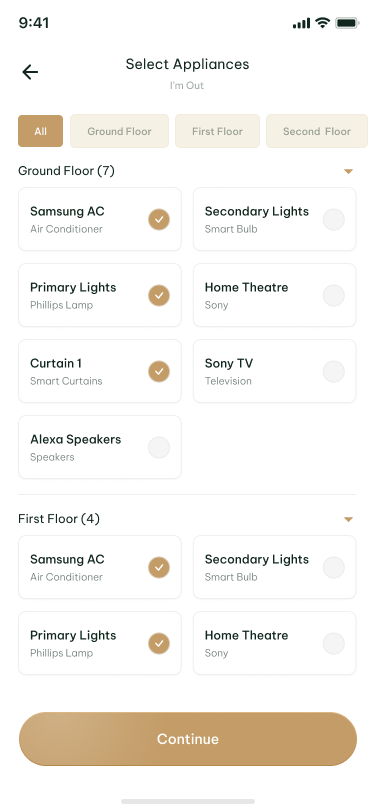 9:41
Select Appliances
I'm Out
All
Ground Floor
First Floor
Second Floor
Ground Floor (7)
Samsung AC
Air Conditioner
Secondary Lights
Smart Bulb
Primary Lights
Phillips Lamp
Home Theatre
Sony
Curtain 1
Smart Curtains
Sony TV
Television
Alexa Speakers
Speakers
First Floor (4)
Samsung AC
Air Conditioner
Secondary Lights
Smart Bulb
Primary Lights
Phillips Lamp
Home Theatre
Sony
Continue